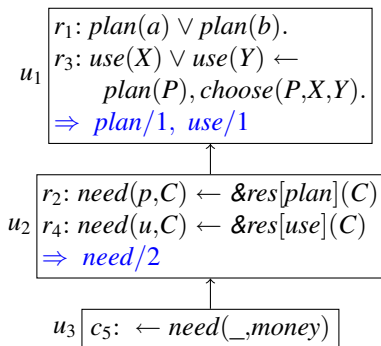 r₁: plan(a) ∨ plan(b).
r₃: use(X) ∨ use(Y) ←
plan(P), choose(P,X,Y).
⇒ plan/1, use/1
u₁
r₂: need(p,C) ← &res[plan](C)
r₄: need(u,C) ← &res[use](C)
⇒ need/2
u₂
u₃ c₅: ← need(_,money)